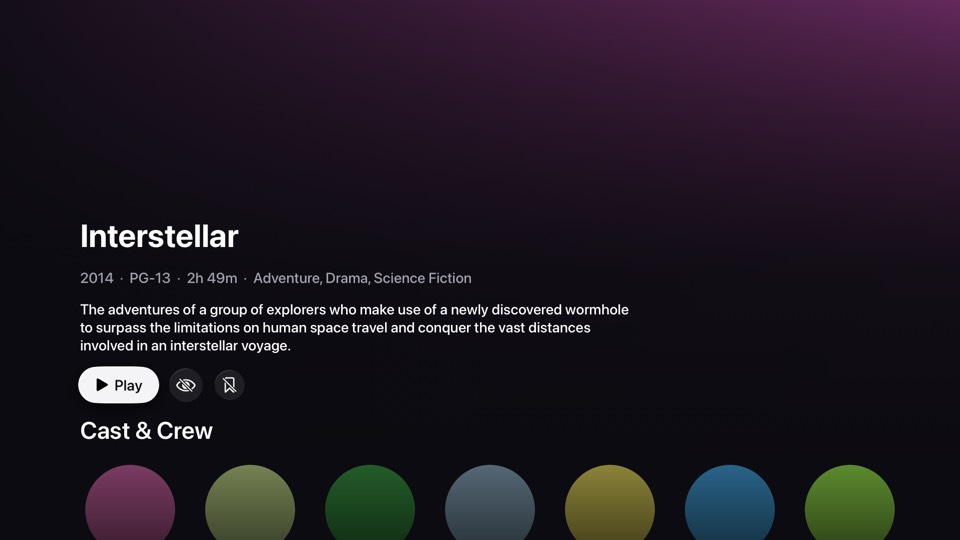 Interstellar
2014 · PG-13 · 2h 49m · Adventure, Drama, Science Fiction
The adventures of a group of explorers who make use of a newly discovered wormhole
to surpass the limitations on human space travel and conquer the vast distances
involved in an interstellar voyage.
Play
Cast & Crew